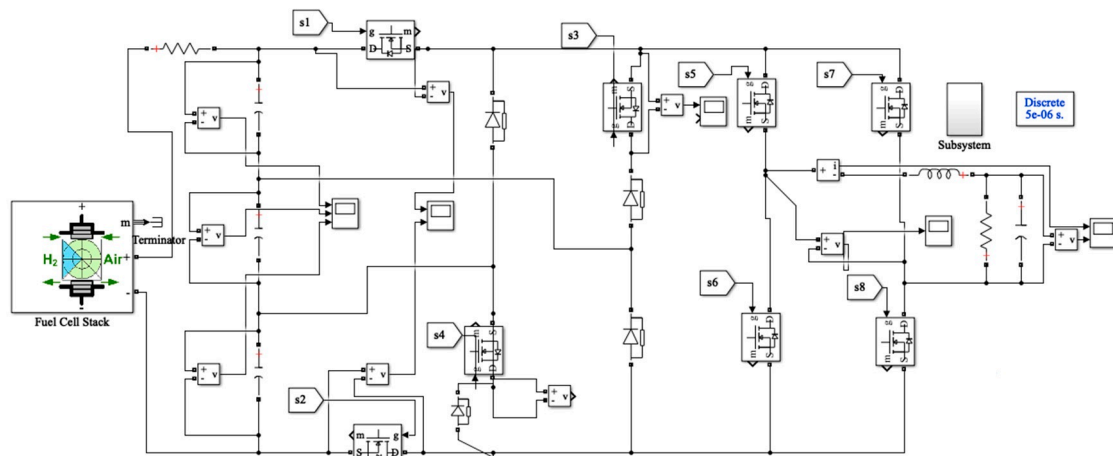 s1
g
m
D
S
s3
m
S
D
s5
m
S
s7
m
S
Discrete
5e-06 s.
Subsystem
+
-
v
+
-
v
+
-
v
+
-
i
+
-
v
+
-
v
+
-
v
+
m
Terminator
H2
Air
+
-
-
Fuel Cell Stack
s4
m
S
D
s6
m
S
s8
m
S
+
-
v
+
-
v
+
-
v
s2
m
g
S
D